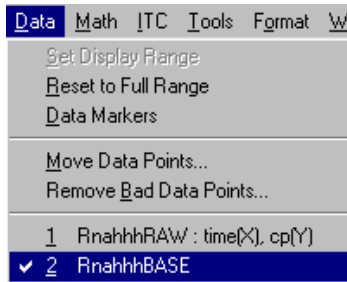 Data Math ITC Tools Format W
Set Display Range
Reset to Full Range
Data Markers
Move Data Points...
Remove Bad Data Points...
1 RnahhhRAW : time(X), cp(Y)
✔ 2 RnahhhBASE